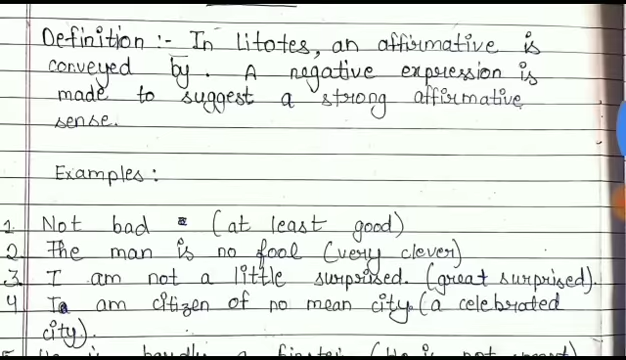 Definition :- In litotes, an affirmative is
conveyed by. A negative expression is
made to suggest a strong affirmative
sense.
Examples :
1 Not bad = (at least good)
2. The man is no fool (very clever)
3 I am not a little surprised. (great surprised).
4 I am citizen of no mean city. (a celebrated
city).